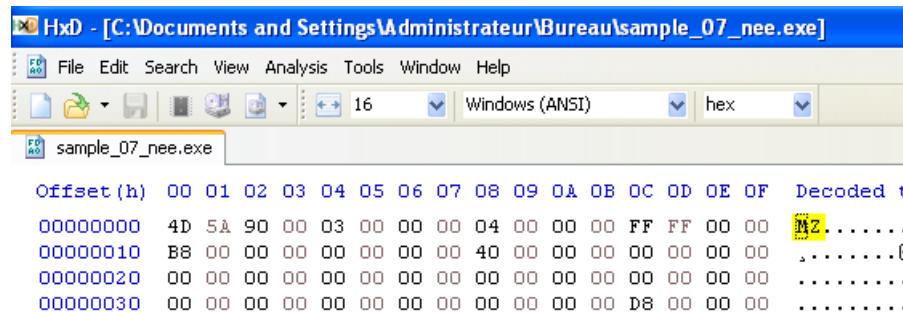 HxD - [C:\Documents and Settings\Administrateur\Bureau\sample_07_nee.exe]
File Edit Search View Analysis Tools Window Help
16 Windows (ANSI) hex
sample_07_nee.exe
Offset(h) 00 01 02 03 04 05 06 07 08 09 0A 0B 0C 0D 0E 0F Decoded t
00000000 4D 5A 90 00 03 00 00 00 04 00 00 00 FF FF 00 00 MZ......
00000010 B8 00 00 00 00 00 00 00 40 00 00 00 00 00 00 00 ¸.......@
00000020 00 00 00 00 00 00 00 00 00 00 00 00 00 00 00 00 .........
00000030 00 00 00 00 00 00 00 00 00 00 00 00 D8 00 00 00 .........